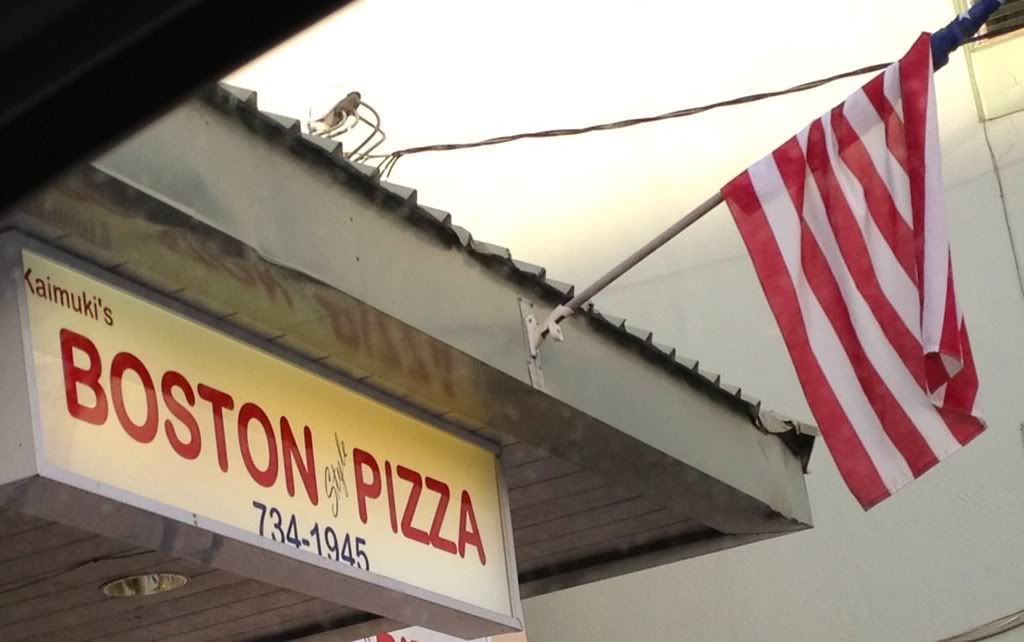 Kaimuki's
BOSTON Style PIZZA
734-1945